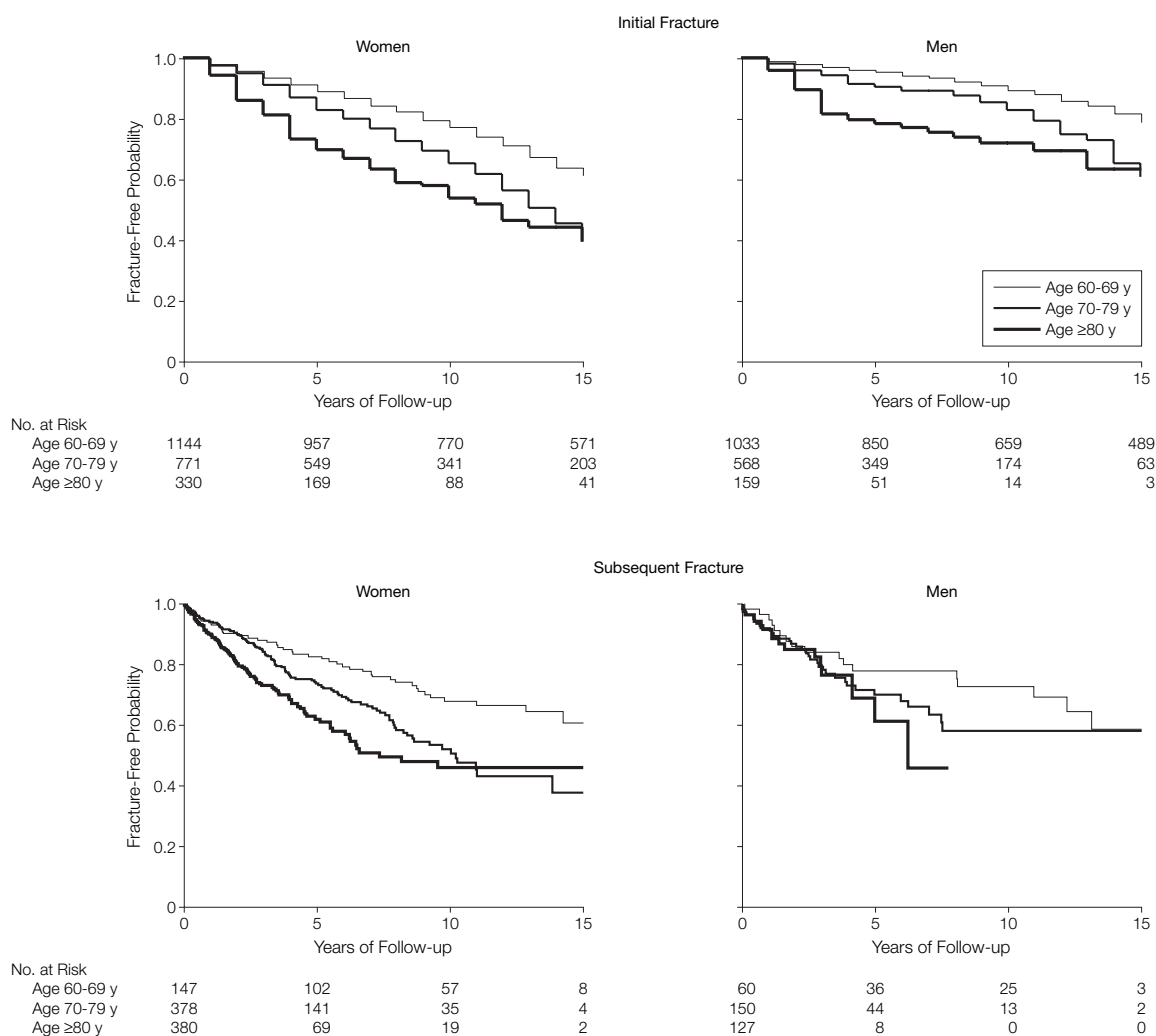 Initial Fracture
Women
Men
Fracture-Free Probability
1.0
0.8
0.6
0.4
0.2
0
0 5 10 15
Years of Follow-up
0 5 10 15
Years of Follow-up
Age 60-69 y
Age 70-79 y
Age ≥80 y
No. at Risk
Age 60-69 y 1144 957 770 571 1033 850 659 489
Age 70-79 y 771 549 341 203 568 349 174 63
Age ≥80 y 330 169 88 41 159 51 14 3
Subsequent Fracture
Women
Men
Fracture-Free Probability
1.0
0.8
0.6
0.4
0.2
0
0 5 10 15
Years of Follow-up
0 5 10 15
Years of Follow-up
No. at Risk
Age 60-69 y 147 102 57 8 60 36 25 3
Age 70-79 y 378 141 35 4 150 44 13 2
Age ≥80 y 380 69 19 2 127 8 0 0